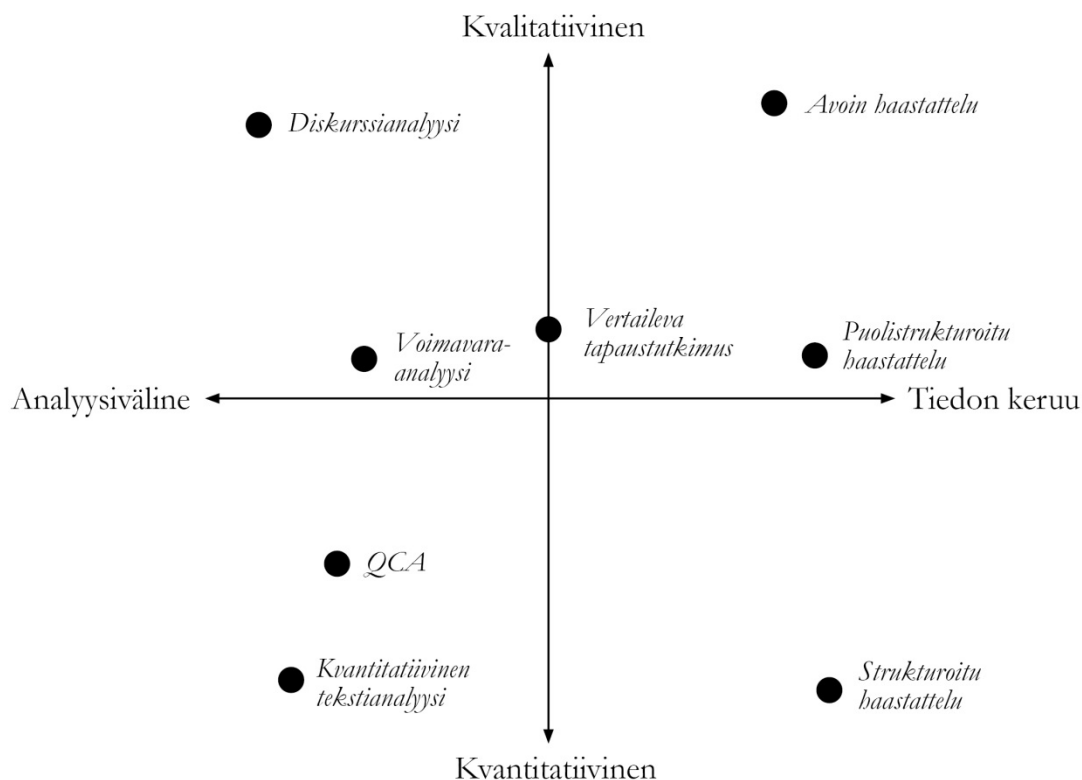 Kvalitatiivinen
Avoin haastattelu
Diskurssianalyysi
Vertaileva
tapaustutkimus
Voimavara-
analyysi
Puolistrukturoitu
haastattelu
Analyysiväline
Tiedon keruu
QCA
Kvantitatiivinen
tekstianalyysi
Strukturoitu
haastattelu
Kvantitatiivinen